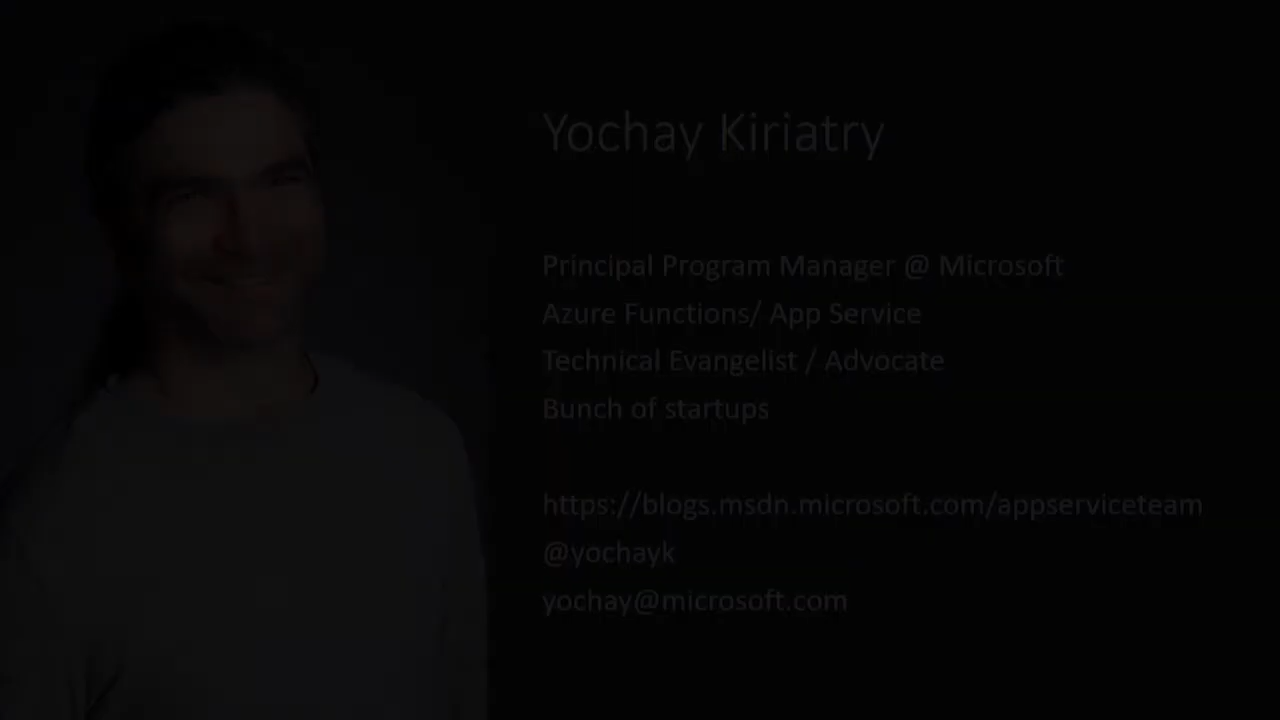 Yochay Kiriatry
Principal Program Manager @ Microsoft
Azure Functions/ App Service
Technical Evangelist / Advocate
Bunch of startups
https://blogs.msdn.microsoft.com/appserviceteam
@yochayk
yochay@microsoft.com